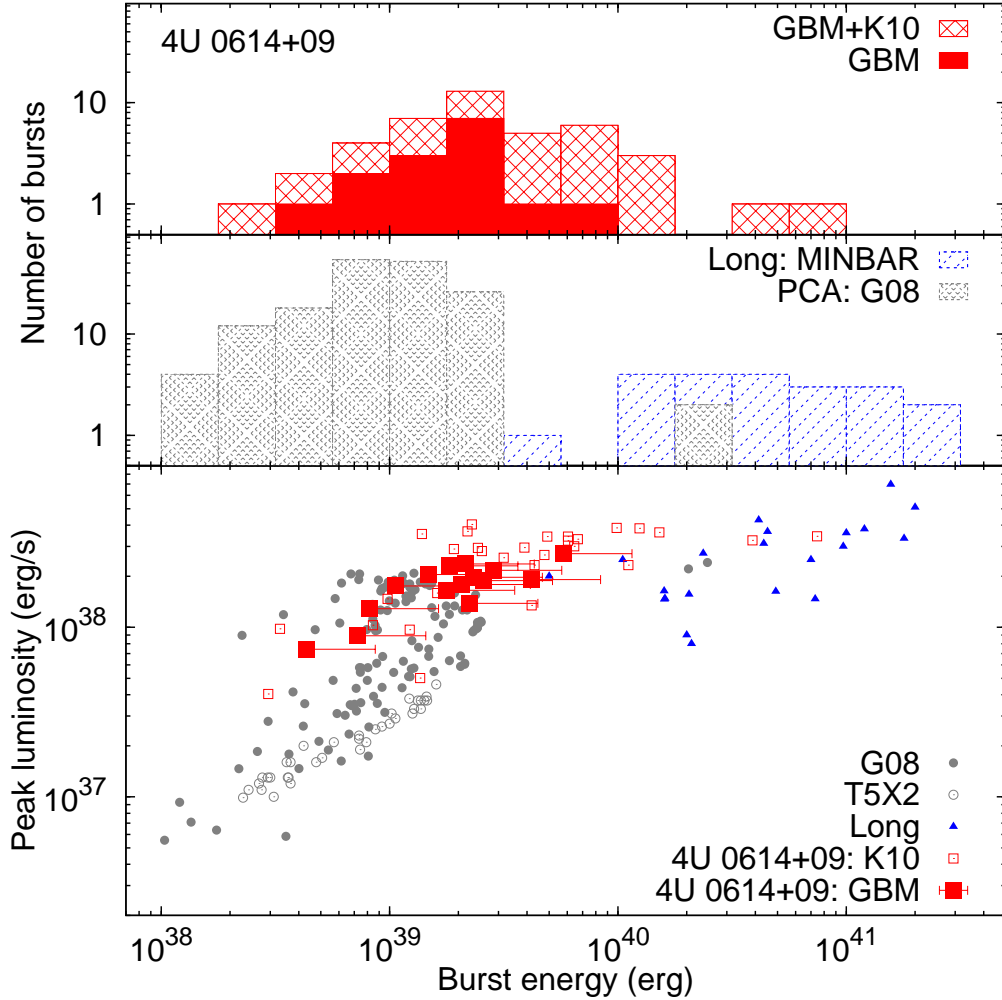 4U 0614+09
GBM+K10
GBM
10
1
Number of bursts
Long: MINBAR
PCA: G08
10
1
Peak luminosity (erg/s)
10^38
10^37
G08
T5X2
Long
4U 0614+09: K10
4U 0614+09: GBM
10^38 10^39 10^40 10^41
Burst energy (erg)